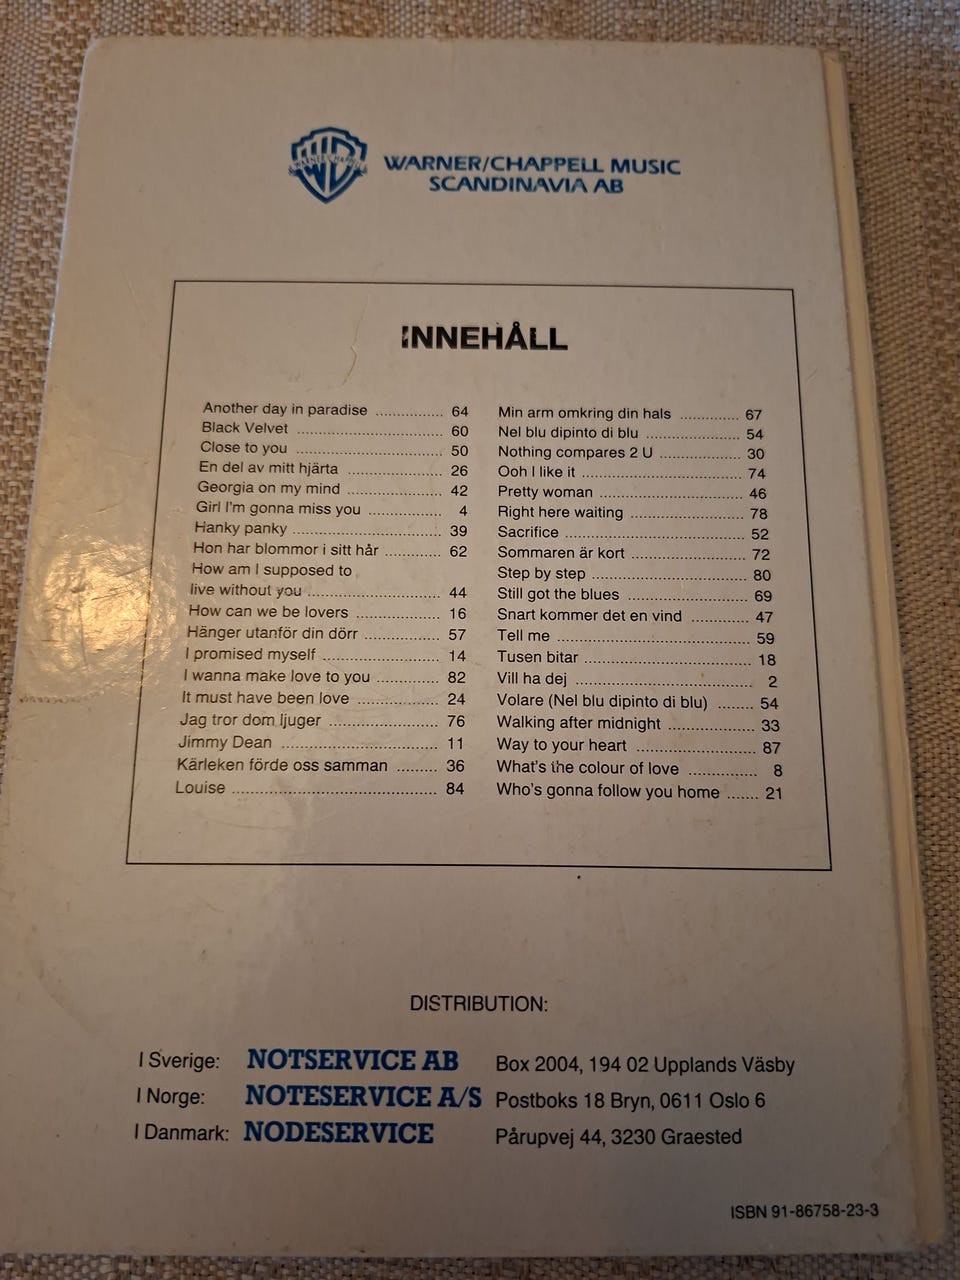 WARNER/CHAPPELL
WARNER/CHAPPELL MUSIC
SCANDINAVIA AB
INNEHÅLL
Another day in paradise ................ 64
Black Velvet .................................. 60
Close to you .................................. 50
En del av mitt hjärta ...................... 26
Georgia on my mind ...................... 42
Girl I'm gonna miss you ................. 4
Hanky panky .................................. 39
Hon har blommor i sitt hår ............ 62
How am I supposed to
live without you ............................. 44
How can we be lovers .................... 16
Hänger utanför din dörr ................. 57
I promised myself .......................... 14
I wanna make love to you .............. 82
It must have been love .................. 24
Jag tror dom ljuger ........................ 76
Jimmy Dean .................................. 11
Kärleken förde oss samman ......... 36
Louise ............................................ 84
Min arm omkring din hals .............. 67
Nel blu dipinto di blu ...................... 54
Nothing compares 2 U ................... 30
Ooh I like it .................................... 74
Pretty woman ................................. 46
Right here waiting .......................... 78
Sacrifice ......................................... 52
Sommaren är kort .......................... 72
Step by step ................................... 80
Still got the blues ........................... 69
Snart kommer det en vind ............. 47
Tell me ........................................... 59
Tusen bitar ..................................... 18
Vill ha dej ....................................... 2
Volare (Nel blu dipinto di blu) ........ 54
Walking after midnight ................... 33
Way to your heart .......................... 87
What's the colour of love ............... 8
Who's gonna follow you home ....... 21
DISTRIBUTION:
I Sverige: NOTSERVICE AB Box 2004, 194 02 Upplands Väsby
I Norge: NOTESERVICE A/S Postboks 18 Bryn, 0611 Oslo 6
I Danmark: NODESERVICE Pårupvej 44, 3230 Graested
ISBN 91-86758-23-3